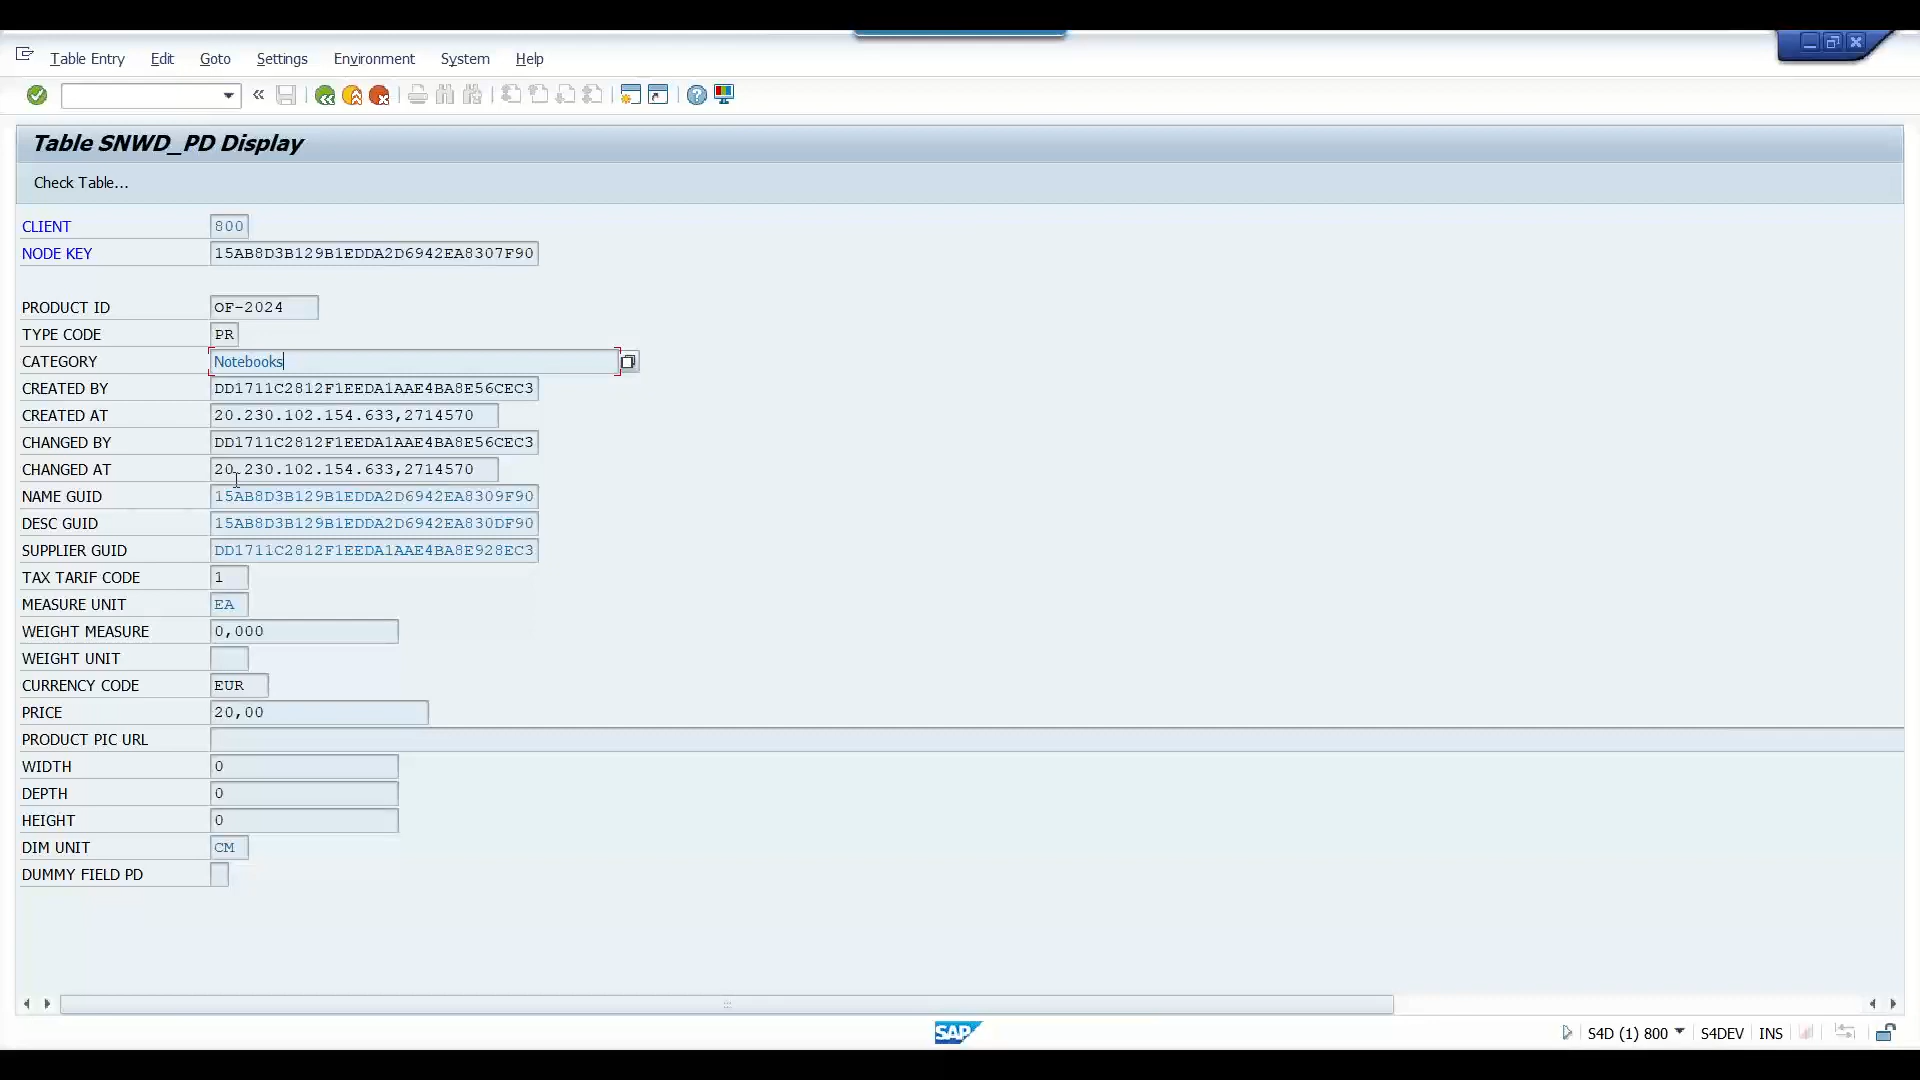 Table Entry Edit Goto Settings Environment System Help
Table SNWD_PD Display
Check Table...
CLIENT 800
NODE KEY 15AB8D3B129B1EDDA2D6942EA8307F90
PRODUCT ID OF-2024
TYPE CODE PR
CATEGORY Notebooks
CREATED BY DD1711C2812F1EEDA1AAE4BA8E56CEC3
CREATED AT 20.230.102.154.633,2714570
CHANGED BY DD1711C2812F1EEDA1AAE4BA8E56CEC3
CHANGED AT 20.230.102.154.633,2714570
NAME GUID 15AB8D3B129B1EDDA2D6942EA8309F90
DESC GUID 15AB8D3B129B1EDDA2D6942EA830DF90
SUPPLIER GUID DD1711C2812F1EEDA1AAE4BA8E928EC3
TAX TARIF CODE 1
MEASURE UNIT EA
WEIGHT MEASURE 0,000
WEIGHT UNIT
CURRENCY CODE EUR
PRICE 20,00
PRODUCT PIC URL
WIDTH 0
DEPTH 0
HEIGHT 0
DIM UNIT CM
DUMMY FIELD PD
SAP S4D (1) 800 S4DEV INS